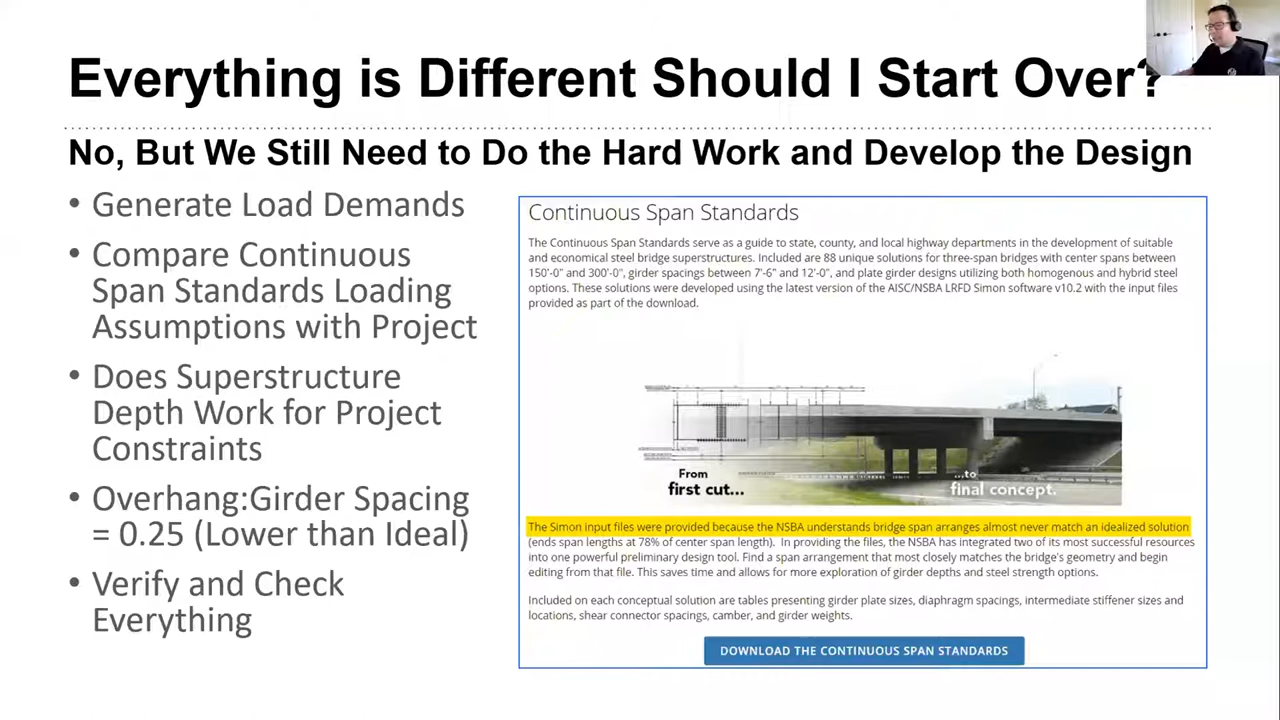 Everything is Different Should I Start Over?
No, But We Still Need to Do the Hard Work and Develop the Design
• Generate Load Demands
• Compare Continuous
Span Standards Loading
Assumptions with Project
• Does Superstructure
Depth Work for Project
Constraints
• Overhang:Girder Spacing
= 0.25 (Lower than Ideal)
• Verify and Check
Everything
Continuous Span Standards
The Continuous Span Standards serve as a guide to state, county, and local highway departments in the development of suitable
and economical steel bridge superstructures. Included are 88 unique solutions for three-span bridges with center spans between
150'-0" and 300'-0", girder spacings between 7'-6" and 12'-0", and plate girder designs utilizing both homogenous and hybrid steel
options. These solutions were developed using the latest version of the AISC/NSBA LRFD Simon software v10.2 with the input files
provided as part of the download.
From
first cut...
...to
final concept.
The Simon input files were provided because the NSBA understands bridge span arranges almost never match an idealized solution
(ends span lengths at 78% of center span length). In providing the files, the NSBA has integrated two of its most successful resources
into one powerful preliminary design tool. Find a span arrangement that most closely matches the bridge's geometry and begin
editing from that file. This saves time and allows for more exploration of girder depths and steel strength options.
Included on each conceptual solution are tables presenting girder plate sizes, diaphragm spacings, intermediate stiffener sizes and
locations, shear connector spacings, camber, and girder weights.
DOWNLOAD THE CONTINUOUS SPAN STANDARDS